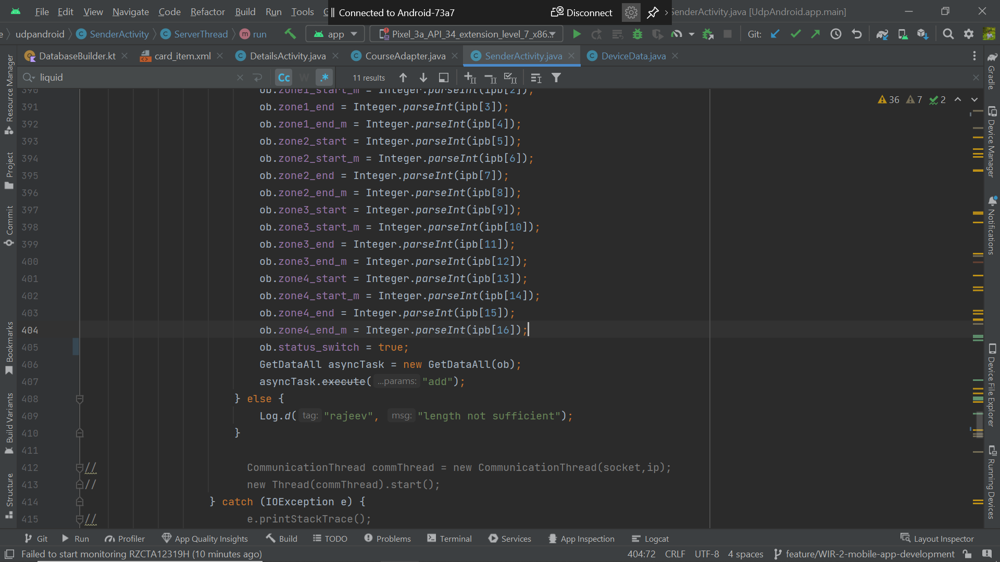 File Edit View Navigate Code Refactor Build Run Tools
Connected to Android-73a7 Disconnect
SenderActivity.java [UdpAndroid.app.main]
e udpandroid SenderActivity ServerThread run
app Pixel_3a_API_34_extension_level_7_x86... Git:
DatabaseBuilder.kt card_item.xml DetailsActivity.java CourseAdapter.java SenderActivity.java DeviceData.java
liquid Cc W .* 11 results
36 7 2
390 ob.zone1_start_m = Integer.parseInt(ipb[2]);
391 ob.zone1_end = Integer.parseInt(ipb[3]);
392 ob.zone1_end_m = Integer.parseInt(ipb[4]);
393 ob.zone2_start = Integer.parseInt(ipb[5]);
394 ob.zone2_start_m = Integer.parseInt(ipb[6]);
395 ob.zone2_end = Integer.parseInt(ipb[7]);
396 ob.zone2_end_m = Integer.parseInt(ipb[8]);
397 ob.zone3_start = Integer.parseInt(ipb[9]);
398 ob.zone3_start_m = Integer.parseInt(ipb[10]);
399 ob.zone3_end = Integer.parseInt(ipb[11]);
400 ob.zone3_end_m = Integer.parseInt(ipb[12]);
401 ob.zone4_start = Integer.parseInt(ipb[13]);
402 ob.zone4_start_m = Integer.parseInt(ipb[14]);
403 ob.zone4_end = Integer.parseInt(ipb[15]);
404 ob.zone4_end_m = Integer.parseInt(ipb[16]);
405 ob.status_switch = true;
406 GetDataAll asyncTask = new GetDataAll(ob);
407 asyncTask.execute( ...params: "add");
408 } else {
409 Log.d( tag: "rajeev", msg: "length not sufficient");
410 }
411
412 // CommunicationThread commThread = new CommunicationThread(socket,ip);
413 // new Thread(commThread).start();
414 } catch (IOException e) {
415 // e.printStackTrace();
Resource Manager
Project
Commit
Bookmarks
Build Variants
Structure
Gradle
Device Manager
Notifications
Device File Explorer
Running Devices
Git Run Profiler App Quality Insights Build TODO Problems Terminal Services App Inspection Logcat Layout Inspector
Failed to start monitoring RZCTA12319H (10 minutes ago) 404:72 CRLF UTF-8 4 spaces feature/WIR-2-mobile-app-development